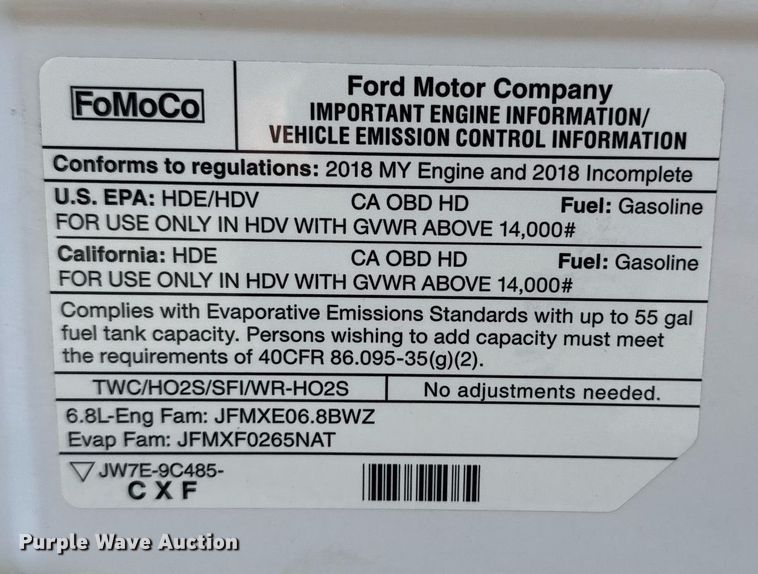 FoMoCo
Ford Motor Company
IMPORTANT ENGINE INFORMATION/
VEHICLE EMISSION CONTROL INFORMATION
Conforms to regulations: 2018 MY Engine and 2018 Incomplete
U.S. EPA: HDE/HDV CA OBD HD Fuel: Gasoline
FOR USE ONLY IN HDV WITH GVWR ABOVE 14,000#
California: HDE CA OBD HD Fuel: Gasoline
FOR USE ONLY IN HDV WITH GVWR ABOVE 14,000#
Complies with Evaporative Emissions Standards with up to 55 gal
fuel tank capacity. Persons wishing to add capacity must meet
the requirements of 40CFR 86.095-35(g)(2).
TWC/HO2S/SFI/WR-HO2S No adjustments needed.
6.8L-Eng Fam: JFMXE06.8BWZ
Evap Fam: JFMXF0265NAT
JW7E-9C485-
C X F
Purple Wave Auction